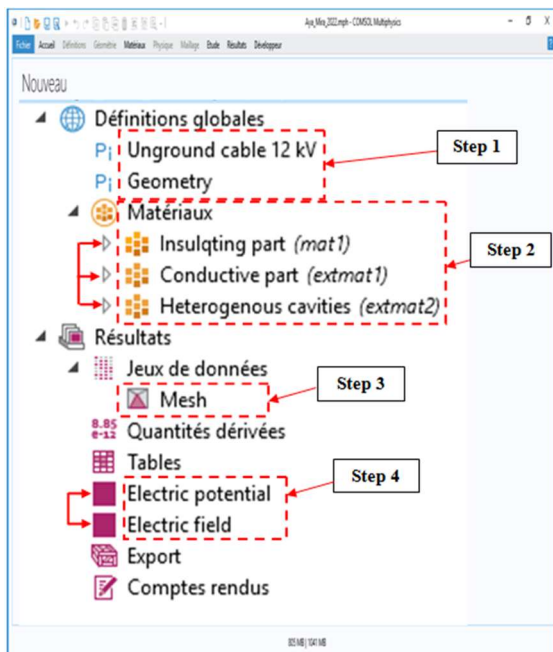 Aya_Mira_2022.mph - COMSOL Multiphysics
Fichier Accueil Définitions Géométrie Matériaux Physique Maillage Etude Résultats Développeur
Nouveau
Définitions globales
Pi Unground cable 12 kV
Step 1
Pi Geometry
Matériaux
Insulqting part (mat1)
Step 2
Conductive part (extmat1)
Heterogenous cavities (extmat2)
Résultats
Jeux de données
Step 3
Mesh
8.85
e-12 Quantités dérivées
Tables
Step 4
Electric potential
Electric field
Export
Comptes rendus
805 MB | 1041 MB